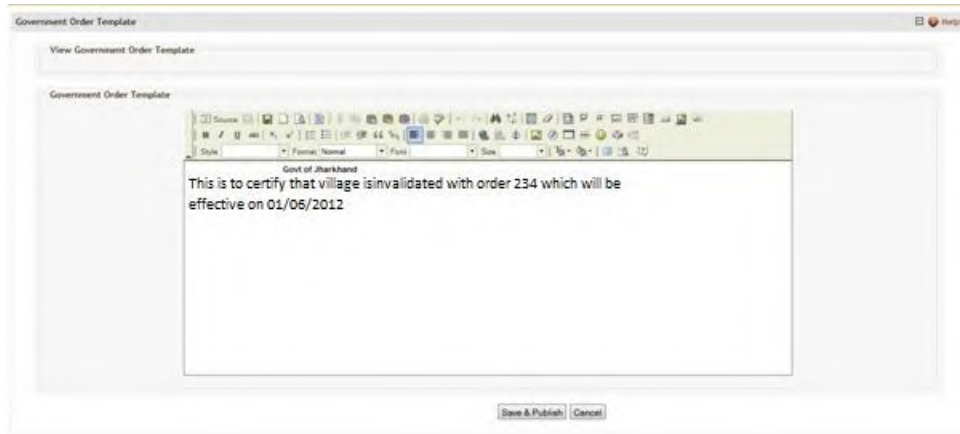 Government Order Template
Help
View Government Order Template
Government Order Template
Source
Style Format Normal Font Size
Govt of Jharkhand
This is to certify that village isinvalidated with order 234 which will be
effective on 01/06/2012
Save & Publish Cancel